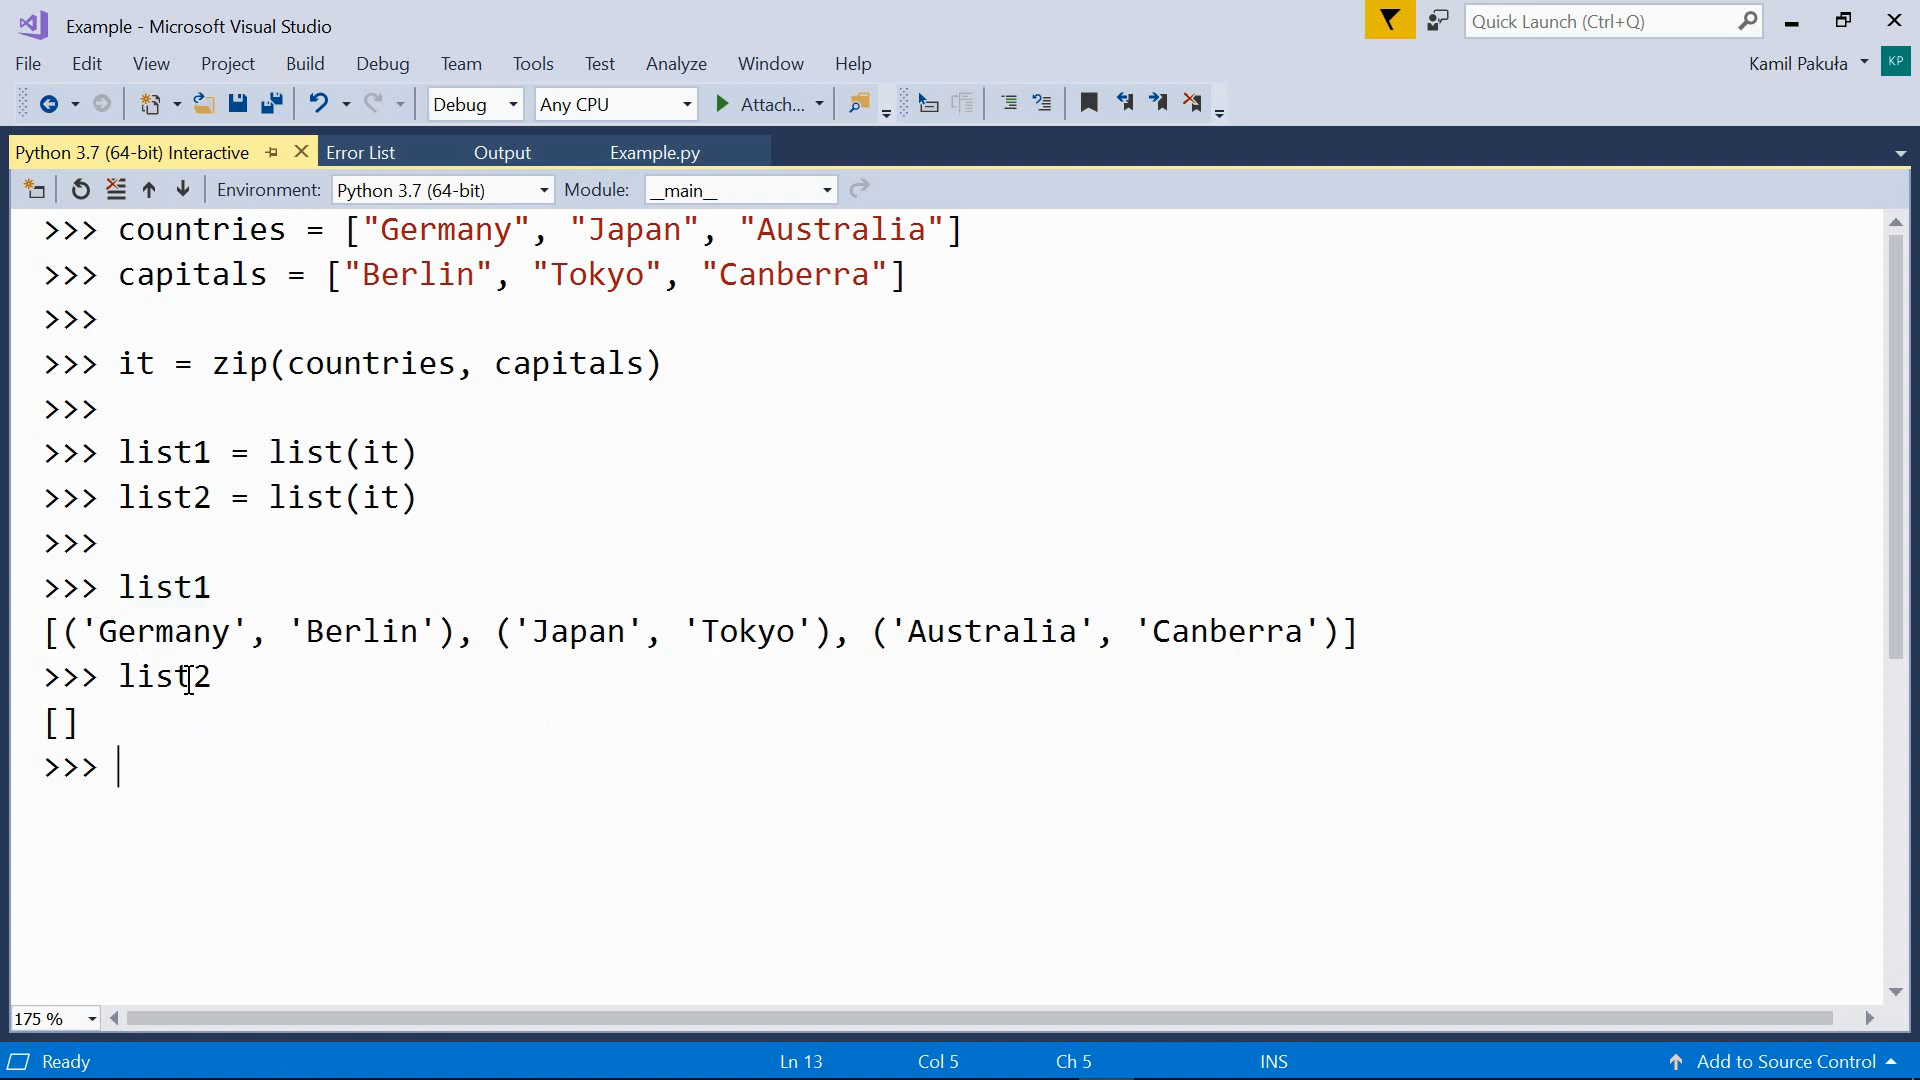 Example - Microsoft Visual Studio
Quick Launch (Ctrl+Q)
File Edit View Project Build Debug Team Tools Test Analyze Window Help
Kamil Pakuła KP
Debug Any CPU Attach...
Python 3.7 (64-bit) Interactive Error List Output Example.py
Environment: Python 3.7 (64-bit) Module: __main__
>>> countries = ["Germany", "Japan", "Australia"]
>>> capitals = ["Berlin", "Tokyo", "Canberra"]
>>>
>>> it = zip(countries, capitals)
>>>
>>> list1 = list(it)
>>> list2 = list(it)
>>>
>>> list1
[('Germany', 'Berlin'), ('Japan', 'Tokyo'), ('Australia', 'Canberra')]
>>> list2
[]
>>>
175 %
Ready Ln 13 Col 5 Ch 5 INS Add to Source Control